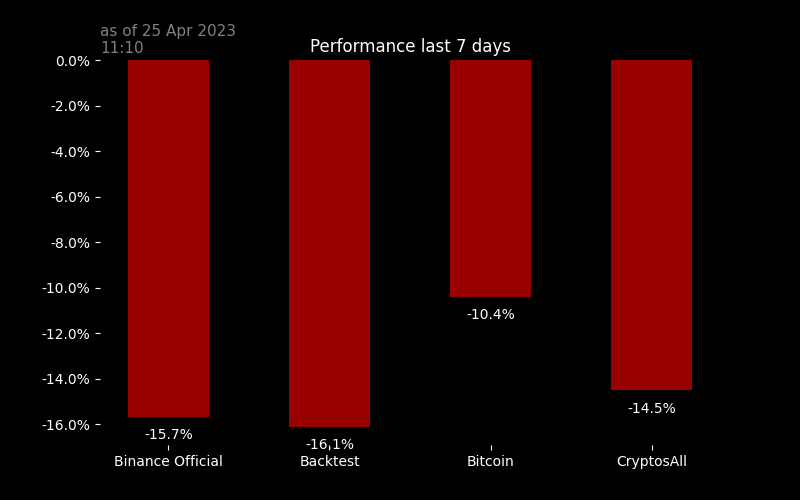 as of 25 Apr 2023
11:10
Performance last 7 days
0.0%
-2.0%
-4.0%
-6.0%
-8.0%
-10.0%
-12.0%
-14.0%
-16.0%
-15.7%
-16.1%
-10.4%
-14.5%
Binance Official
Backtest
Bitcoin
CryptosAll